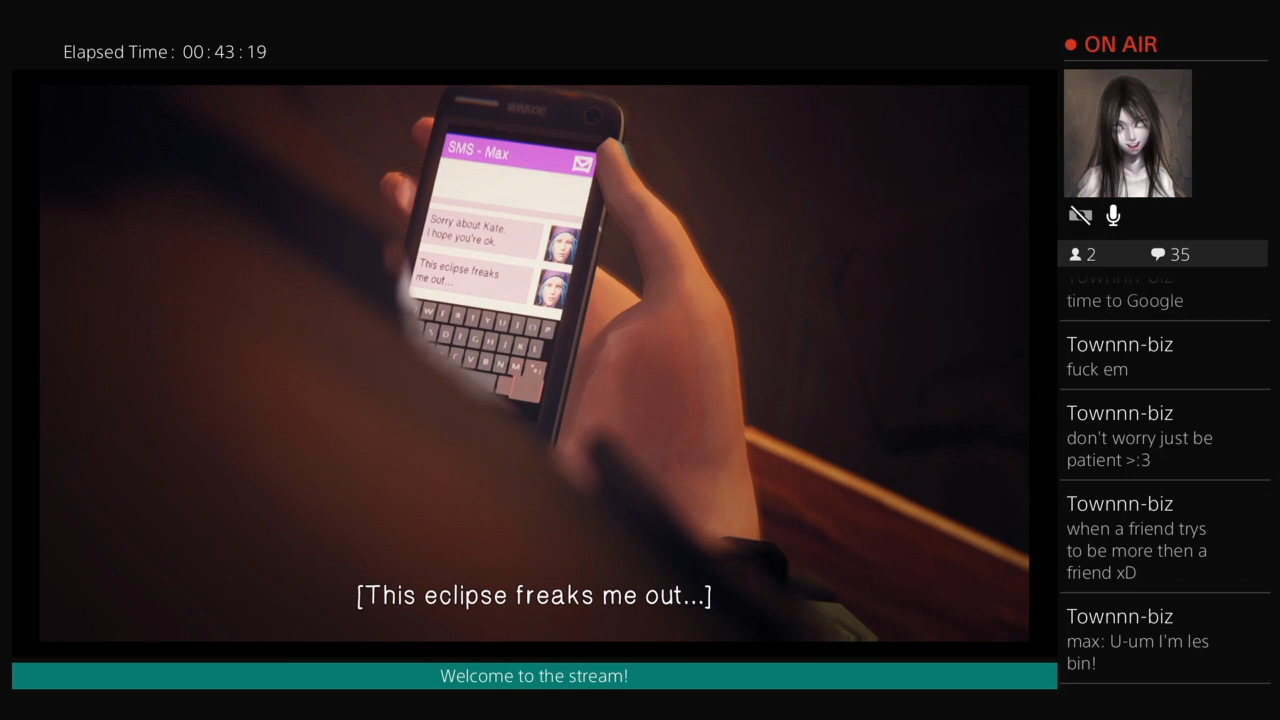 Elapsed Time: 00:43:19
ON AIR
SMS - Max
Sorry about Kate.
I hope you're ok.
This eclipse freaks
me out...
W E R T Y U I O P
S D F G H J K L
C V B N M
[This eclipse freaks me out...]
Welcome to the stream!
2 35
Townnn-biz
time to Google
Townnn-biz
fuck em
Townnn-biz
don't worry just be
patient >:3
Townnn-biz
when a friend trys
to be more then a
friend xD
Townnn-biz
max: U-um I'm les
bin!